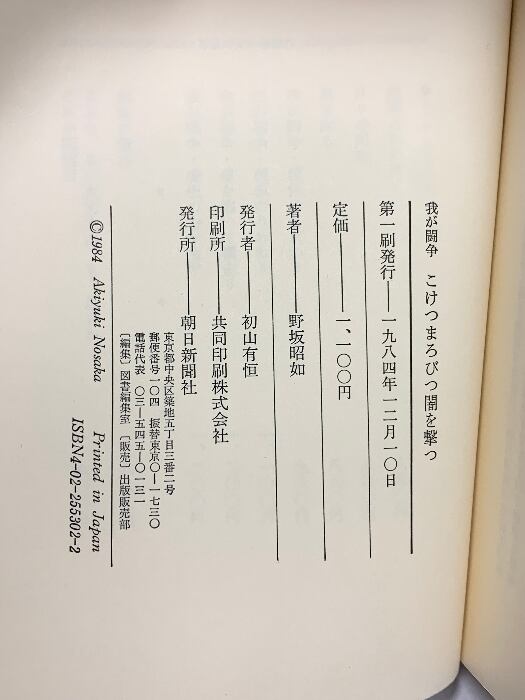 我が闘争 こけつまろびつ闇を撃つ
第一刷発行——一九八四年一二月一〇日
定価——一、一〇〇円
著者——野坂昭如
発行者——初山有恒
印刷所——共同印刷株式会社
発行所——朝日新聞社
東京都中央区築地五丁目三番二号
郵便番号一〇四 振替東京〇—一七三〇
電話代表 〇三—五四五—〇一三一
〔編集〕図書編集室 〔販売〕出版販売部
©1984 Akiyuki Nosaka Printed in Japan
ISBN4-02-255302-2